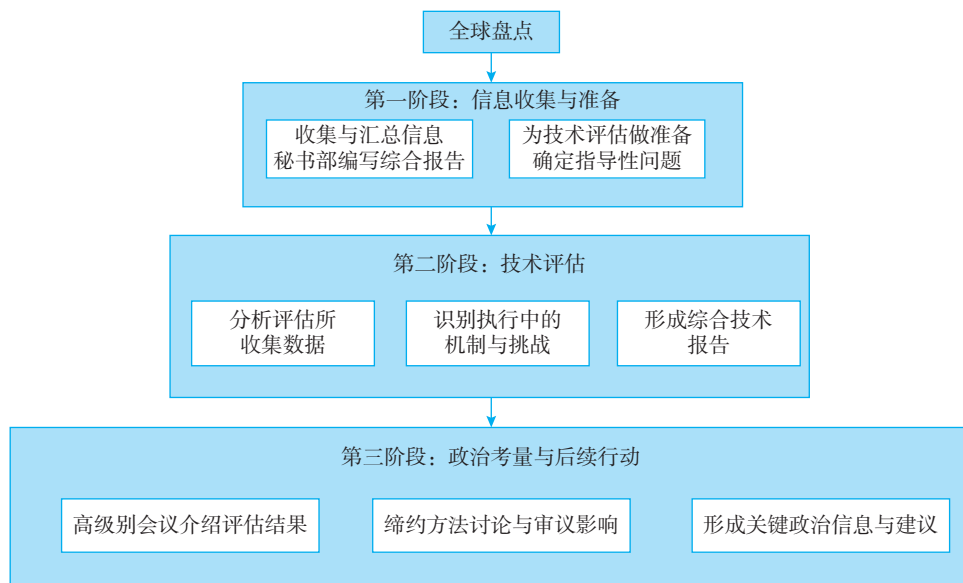 全球盘点
第一阶段：信息收集与准备
收集与汇总信息
秘书部编写综合报告
为技术评估做准备
确定指导性问题
第二阶段：技术评估
分析评估所
收集数据
识别执行中的
机制与挑战
形成综合技术
报告
第三阶段：政治考量与后续行动
高级别会议介绍评估结果
缔约方法讨论与审议影响
形成关键政治信息与建议